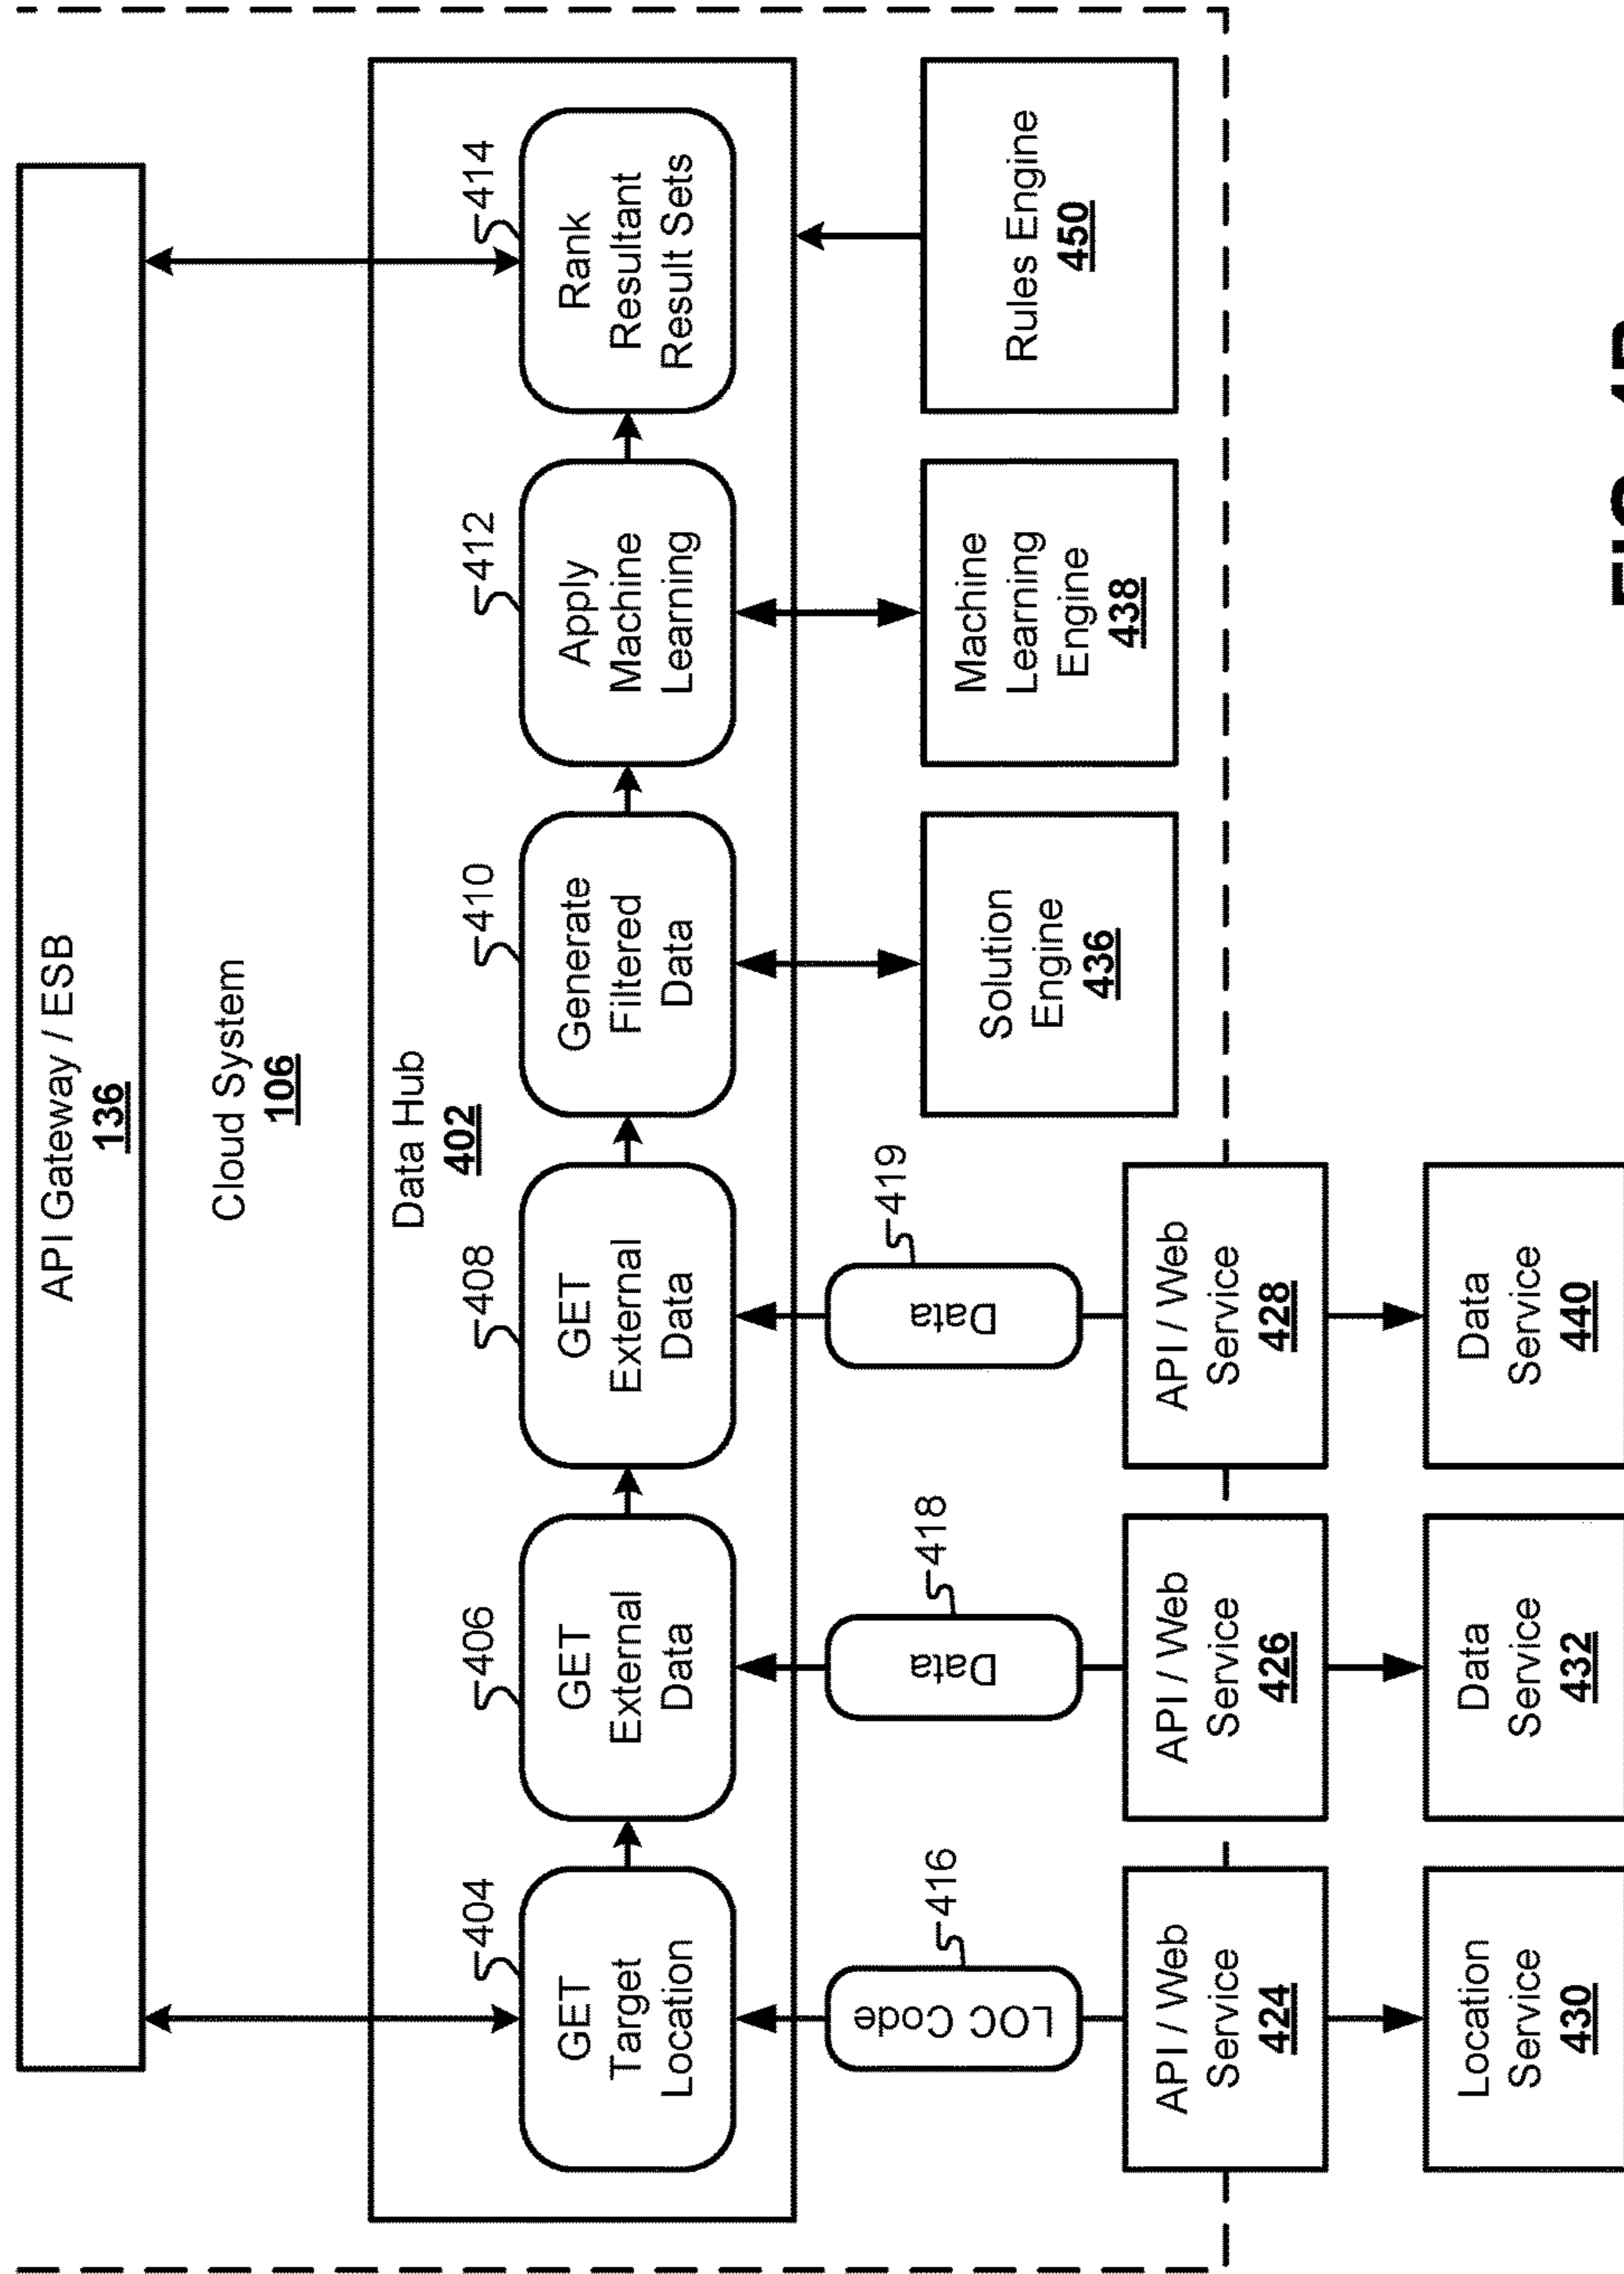 API Gateway / ESB
136
Cloud System
106
Data Hub
402
404
406
408
410
412
414
GET
Target
Location
GET
External
Data
GET
External
Data
Generate
Filtered
Data
Apply
Machine
Learning
Rank
Resultant
Result Sets
416
LOC Code
418
Data
419
Data
Solution
Engine
436
Machine
Learning
Engine
438
Rules Engine
450
API / Web
Service
424
API / Web
Service
426
API / Web
Service
428
Location
Service
430
Data
Service
432
Data
Service
440